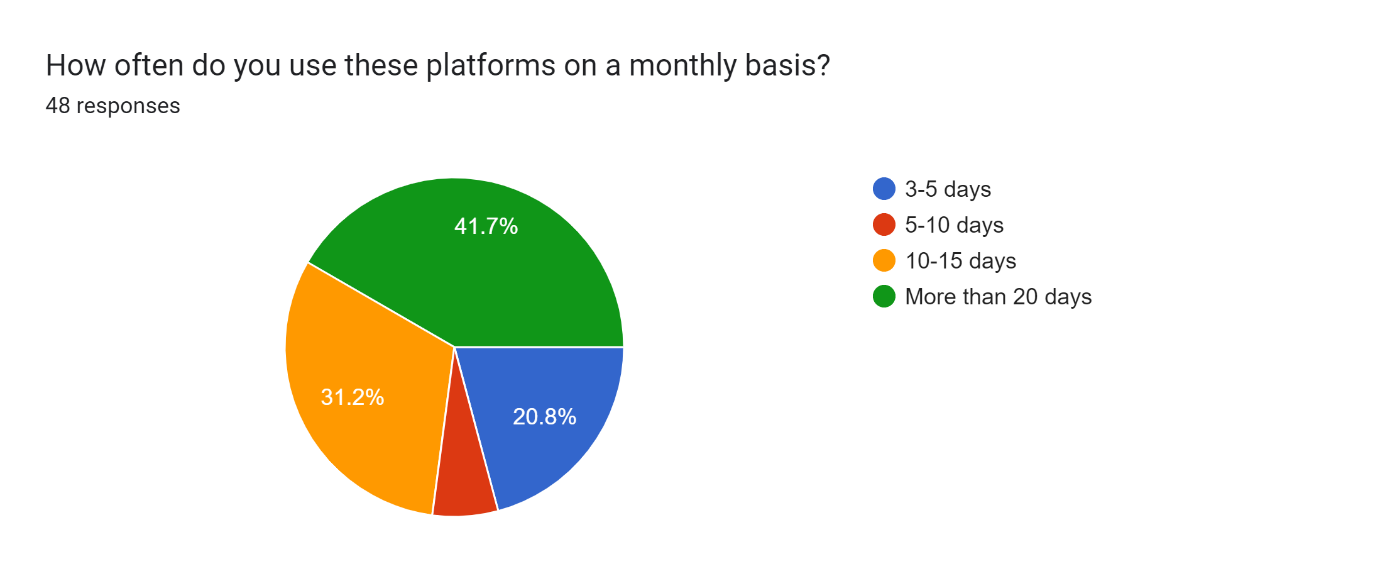 How often do you use these platforms on a monthly basis?
48 responses
41.7%
31.2%
20.8%
3-5 days
5-10 days
10-15 days
More than 20 days